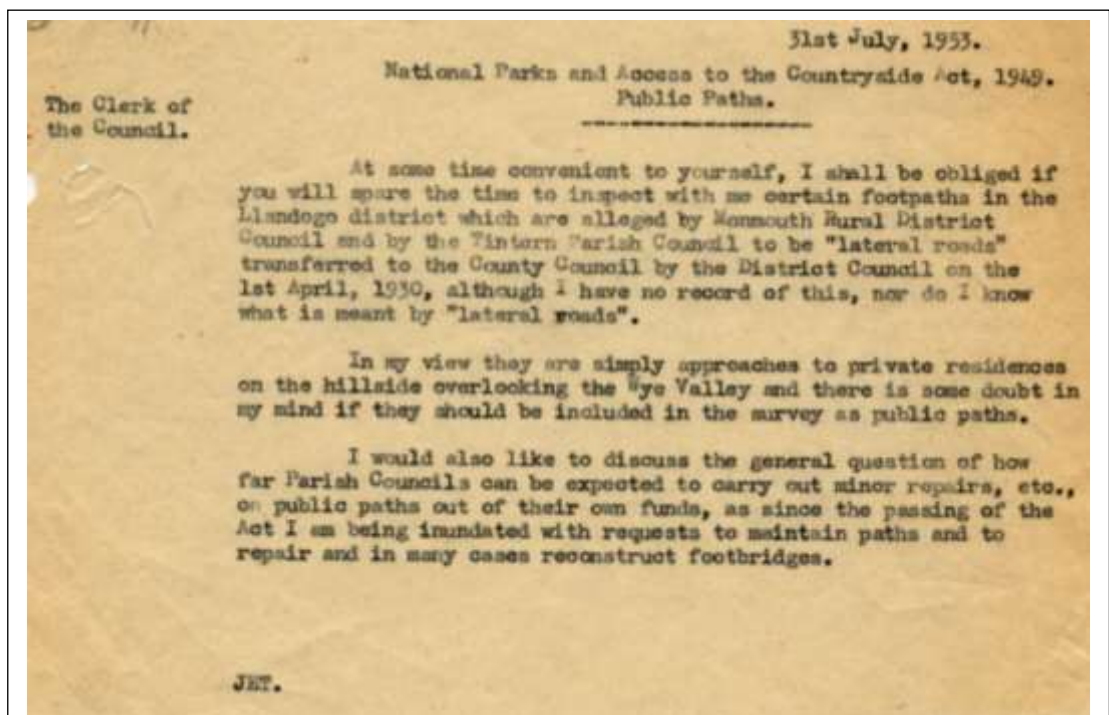 31st July, 1953.
National Parks and Access to the Countryside Act, 1949.
Public Paths.
The Clerk of
the Council.
At some time convenient to yourself, I shall be obliged if
you will spare the time to inspect with me certain footpaths in the
Llandogo district which are alleged by Monmouth Rural District
Council and by the Tintern Parish Council to be "lateral roads"
transferred to the County Council by the District Council on the
1st April, 1930, although I have no record of this, nor do I know
what is meant by "lateral roads".
In my view they are simply approaches to private residences
on the hillside overlooking the Wye Valley and there is some doubt in
my mind if they should be included in the survey as public paths.
I would also like to discuss the general question of how
far Parish Councils can be expected to carry out minor repairs, etc.,
on public paths out of their own funds, as since the passing of the
Act I am being inundated with requests to maintain paths and to
repair and in many cases reconstruct footbridges.
JET.